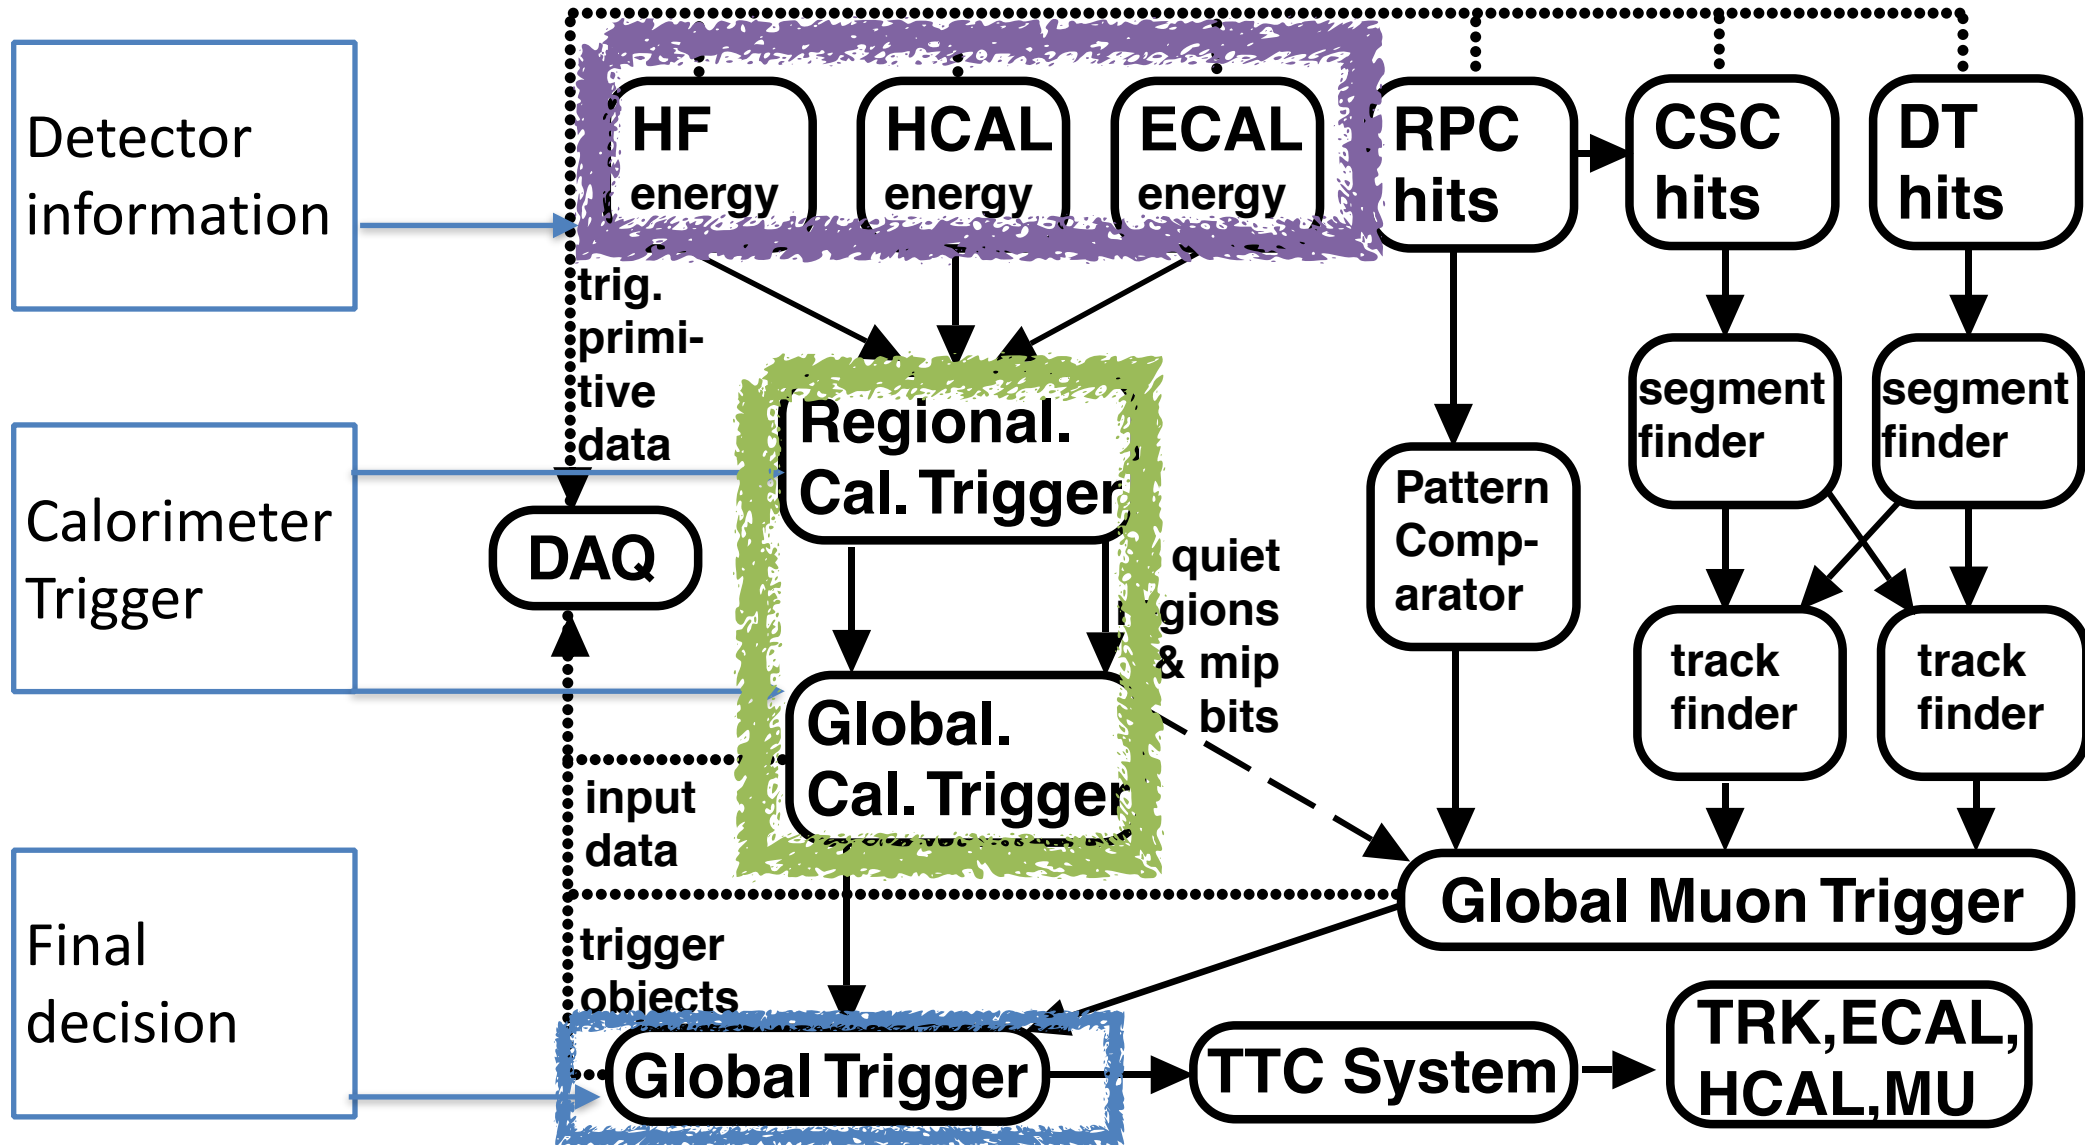 Detector
information
Calorimeter
Trigger
Final
decision
HF
energy
HCAL
energy
ECAL
energy
RPC
hits
CSC
hits
DT
hits
trig.
primi-
tive
data
DAQ
Regional.
Cal. Trigger
quiet
gions
& mip
bits
Pattern
Comp-
arator
segment
finder
segment
finder
track
finder
track
finder
Global.
Cal. Trigger
input
data
Global Muon Trigger
trigger
objects
Global Trigger
TTC System
TRK,ECAL,
HCAL,MU